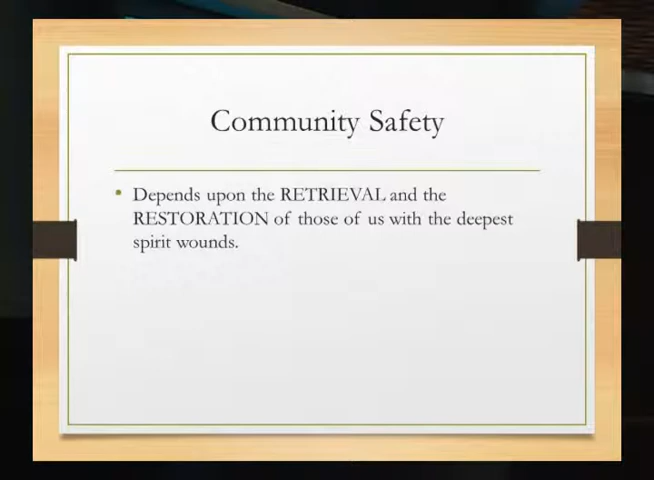 Community Safety
• Depends upon the RETRIEVAL and the
RESTORATION of those of us with the deepest
spirit wounds.